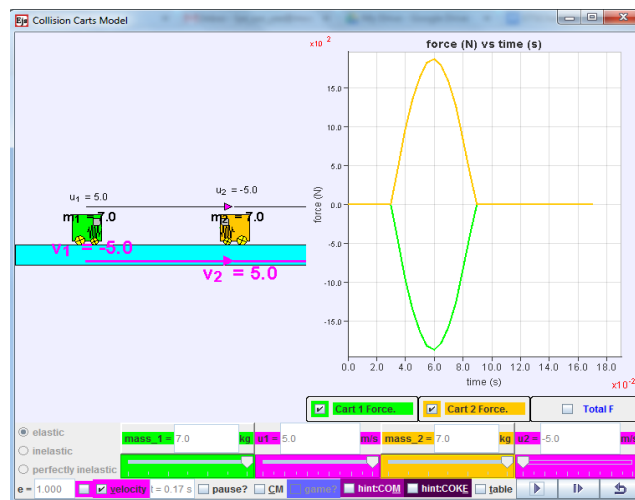 Collision Carts Model
x10⁻²
force (N) vs time (s)
15.0
10.0
5.0
0.0
-5.0
-10.0
-15.0
force (N)
0.0 2.0 4.0 6.0 8.0 10.0 12.0 14.0 16.0 18.0
time (s)
x10⁻²
u₁ = 5.0
u₂ = -5.0
m₁ = 7.0
m₂ = 7.0
v₁ = -5.0
v₂ = 5.0
Cart 1 Force.
Cart 2 Force.
Total F
elastic
inelastic
perfectly inelastic
mass_1 = 7.0 kg u1 = 5.0 m/s mass_2 = 7.0 kg u2 = -5.0 m/s
e = 1.000 velocity t = 0.17 s pause? CM game? hint:COM hint:COKE table